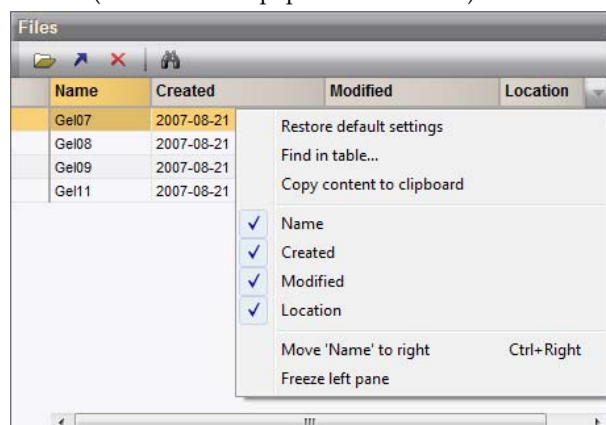 Files
Name Created Modified Location
Gel07 2007-08-21
Gel08 2007-08-21
Gel09 2007-08-21
Gel11 2007-08-21
Restore default settings
Find in table...
Copy content to clipboard
Name
Created
Modified
Location
Move 'Name' to right Ctrl+Right
Freeze left pane